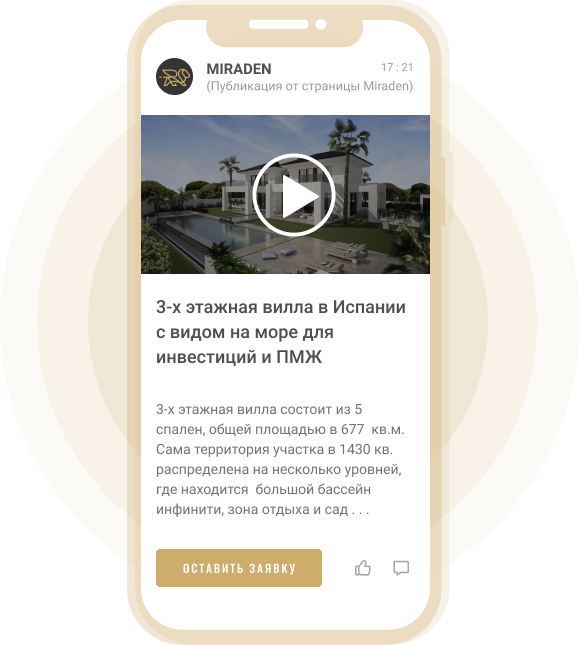 MIRADEN
17 : 21
(Публикация от страницы Miraden)
3-х этажная вилла в Испании
с видом на море для
инвестиций и ПМЖ
3-х этажная вилла состоит из 5
спален, общей площадью в 677 кв.м.
Сама территория участка в 1430 кв.
распределена на несколько уровней,
где находится большой бассейн
инфинити, зона отдыха и сад . . .
ОСТАВИТЬ ЗАЯВКУ